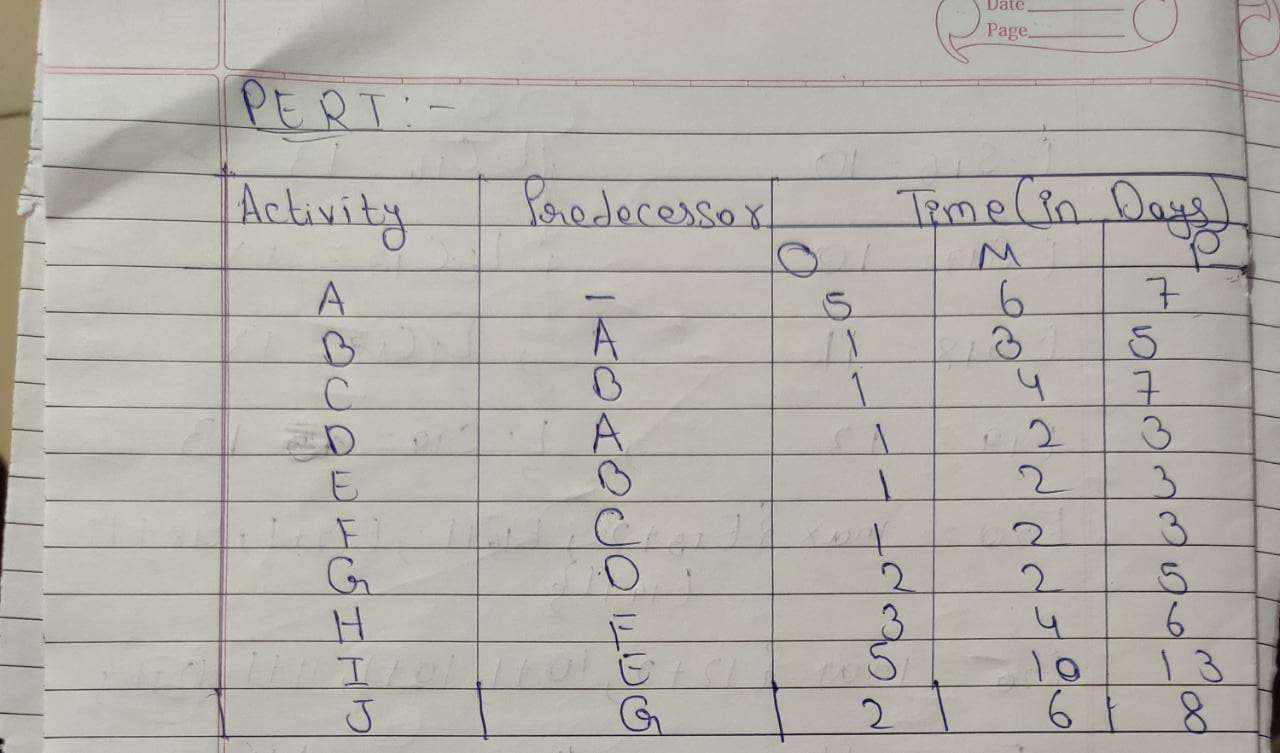 Date
Page
PERT :-
Activity Predecessor Time (in Days)
O M P
A - 5 6 7
B A 1 3 5
C B 1 4 7
D A 1 2 3
E B 1 2 3
F C 1 2 3
G D 2 2 5
H F 3 4 6
I E 5 10 13
J G 2 6 8